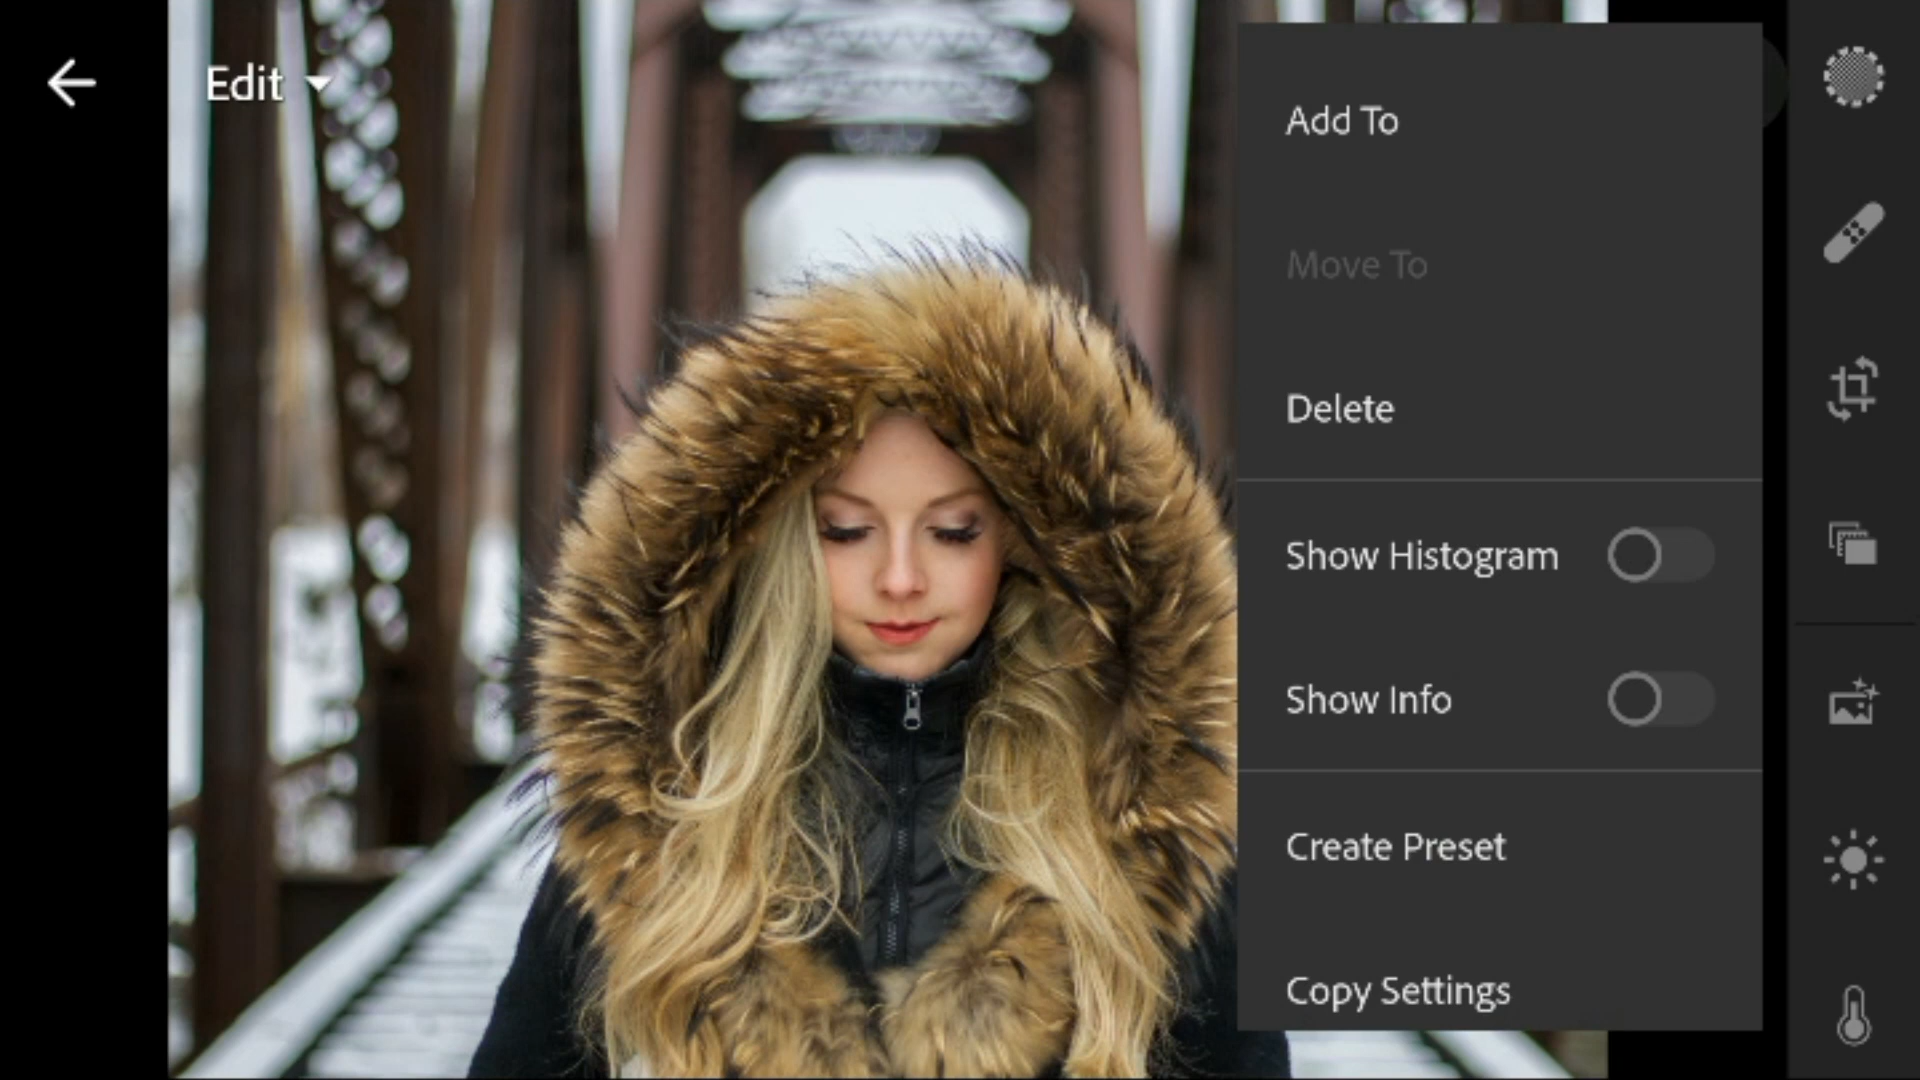 Edit
Add To
Move To
Delete
Show Histogram
Show Info
Create Preset
Copy Settings